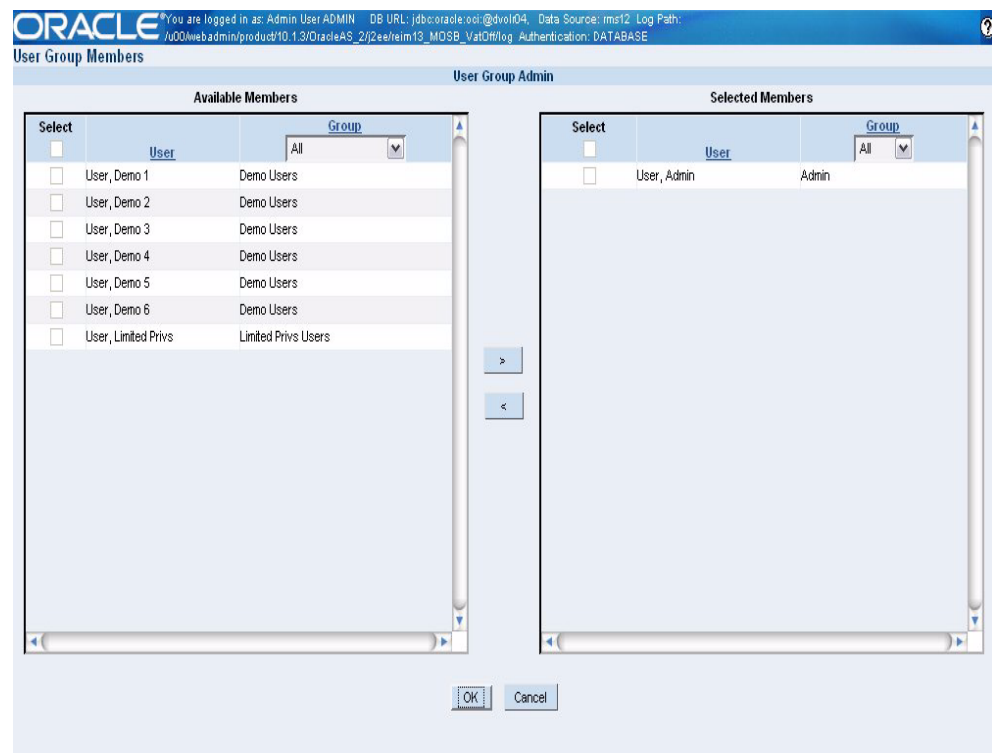 ORACLE® You are logged in as: Admin User ADMIN DB URL: jdbc:oracle:oci:@dvolr04, Data Source: rms12 Log Path:
/u00/webadmin/product/10.1.3/OracleAS_2/j2ee/reim13_MOSB_VatOff/log Authentication: DATABASE
?
User Group Members
User Group Admin
Available Members
Select
User
Group
All
User, Demo 1 Demo Users
User, Demo 2 Demo Users
User, Demo 3 Demo Users
User, Demo 4 Demo Users
User, Demo 5 Demo Users
User, Demo 6 Demo Users
User, Limited Privs Limited Privs Users
>
<
Selected Members
Select
User
Group
All
User, Admin Admin
OK Cancel